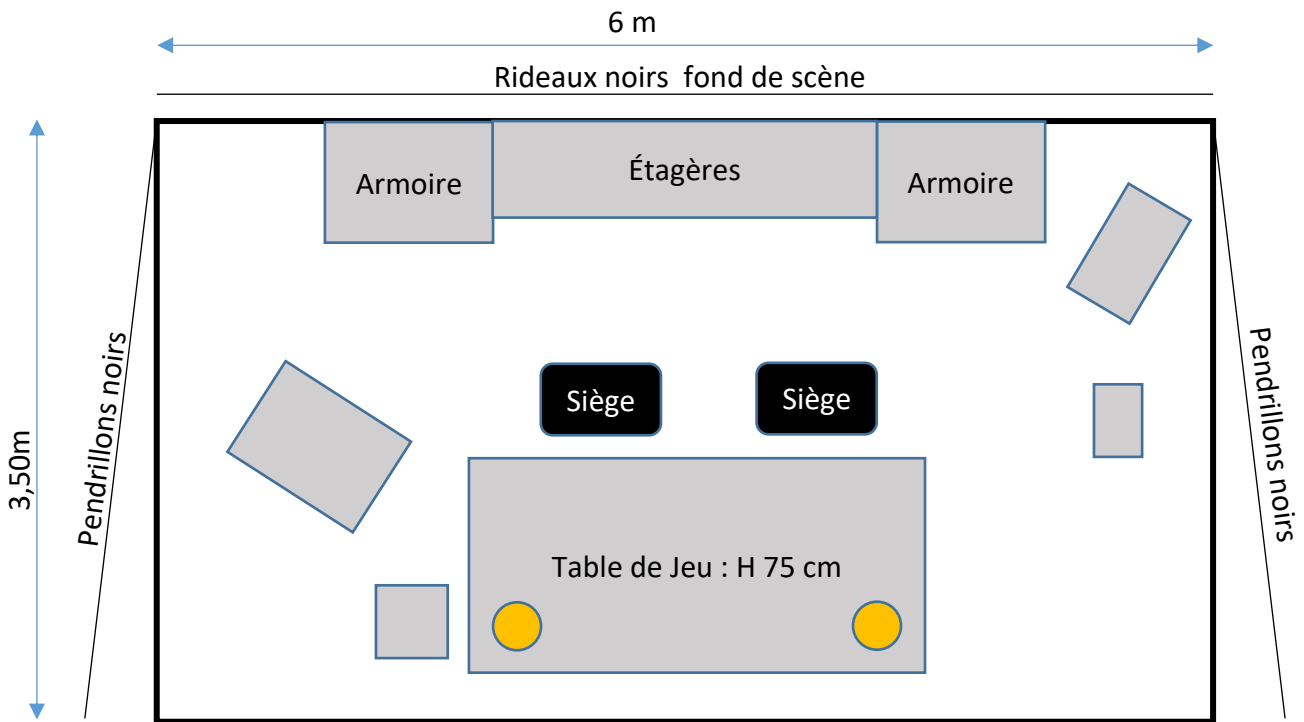 6 m
Rideaux noirs fond de scène
Armoire
Étagères
Armoire
Pendrillons noirs
3,50m
Siège
Siège
Pendrillons noirs
Table de Jeu : H 75 cm